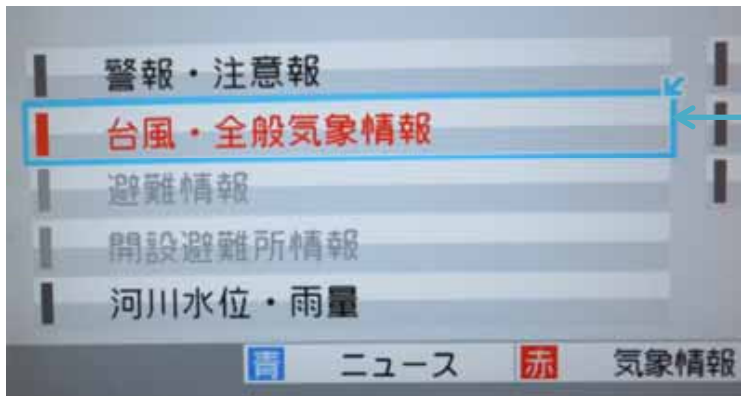 警報・注意報
台風・全般気象情報
避難情報
開設避難所情報
河川水位・雨量
青 ニュース 赤 気象情報